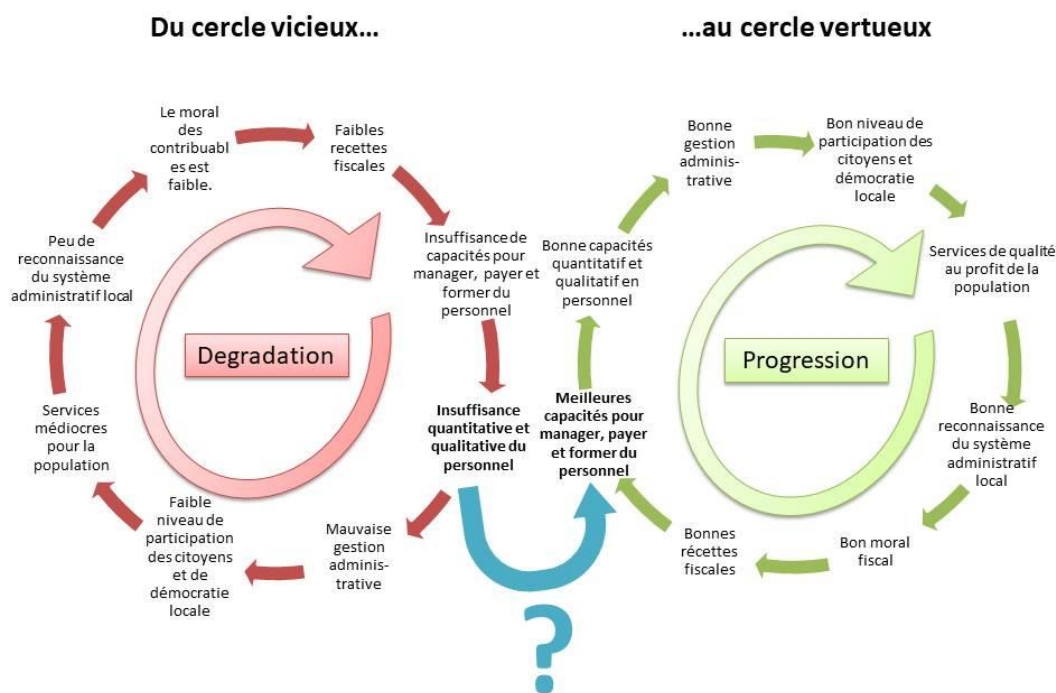 Du cercle vicieux...
...au cercle vertueux
Le moral
des
contribuabl
es est
faible.
Faibles
recettes
fiscales
Insuffisance de
capacités pour
manager, payer et
former du
personnel
Insuffisance
quantitative et
qualitative du
personnel
Mauvaise
gestion
adminis-
trative
Faible
niveau de
participation
des citoyens
et de
démocratie
locale
Services
médiocres
pour la
population
Peu de
reconnaissance
du système
administratif local
Degradation
Bonne
gestion
adminis-
trative
Bon niveau de
participation des
citoyens et
démocratie
locale
Services de qualité
au profit de la
population
Bonne
reconnaissance
du système
administratif
local
Bon moral
fiscal
Bonnes
récettes
fiscales
Meilleures
capacités pour
manager, payer
et former du
personnel
Bonne capacités
quantitatif et
qualitatif en
personnel
Progression
?